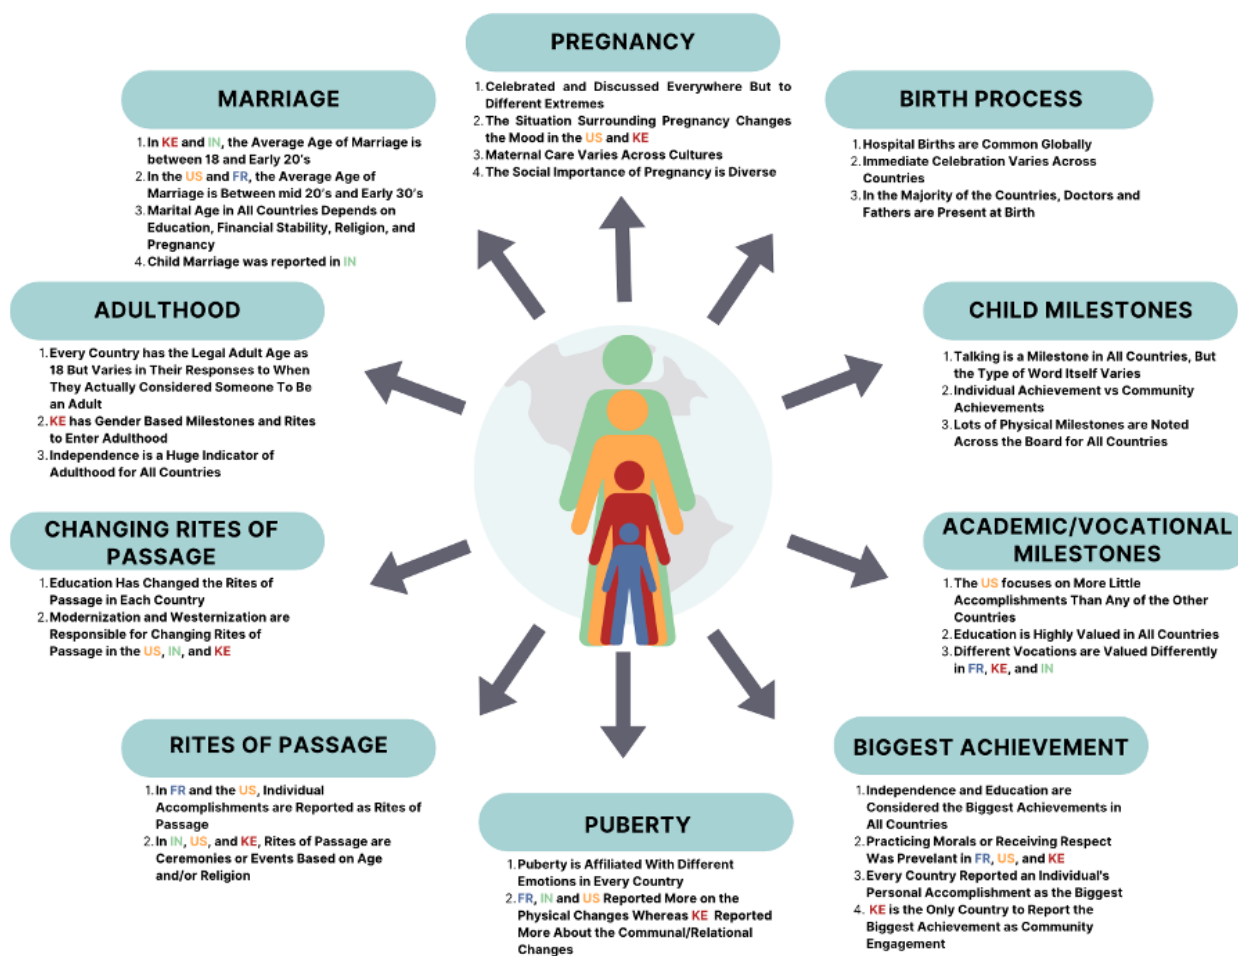 PREGNANCY
1. Celebrated and Discussed Everywhere But to
Different Extremes
2. The Situation Surrounding Pregnancy Changes
the Mood in the US and KE
3. Maternal Care Varies Across Cultures
4. The Social Importance of Pregnancy is Diverse
MARRIAGE
1. In KE and IN, the Average Age of Marriage is
between 18 and Early 20's
2. In the US and FR, the Average Age of
Marriage is Between mid 20's and Early 30's
3. Marital Age in All Countries Depends on
Education, Financial Stability, Religion, and
Pregnancy
4. Child Marriage was reported in IN
BIRTH PROCESS
1. Hospital Births are Common Globally
2. Immediate Celebration Varies Across
Countries
3. In the Majority of the Countries, Doctors and
Fathers are Present at Birth
ADULTHOOD
1. Every Country has the Legal Adult Age as
18 But Varies in Their Responses to When
They Actually Considered Someone To Be
an Adult
2. KE has Gender Based Milestones and Rites
to Enter Adulthood
3. Independence is a Huge Indicator of
Adulthood for All Countries
CHILD MILESTONES
1. Talking is a Milestone in All Countries, But
the Type of Word Itself Varies
2. Individual Achievement vs Community
Achievements
3. Lots of Physical Milestones are Noted
Across the Board for All Countries
CHANGING RITES OF
PASSAGE
1. Education Has Changed the Rites of
Passage in Each Country
2. Modernization and Westernization are
Responsible for Changing Rites of
Passage in the US, IN, and KE
ACADEMIC/VOCATIONAL
MILESTONES
1. The US focuses on More Little
Accomplishments Than Any of the Other
Countries
2. Education is Highly Valued in All Countries
3. Different Vocations are Valued Differently
in FR, KE, and IN
RITES OF PASSAGE
1. In FR and the US, Individual
Accomplishments are Reported as Rites of
Passage
2. In IN, US, and KE, Rites of Passage are
Ceremonies or Events Based on Age
and/or Religion
PUBERTY
1. Puberty is Affiliated With Different
Emotions in Every Country
2. FR, IN and US Reported More on the
Physical Changes Whereas KE Reported
More About the Communal/Relational
Changes
BIGGEST ACHIEVEMENT
1. Independence and Education are
Considered the Biggest Achievements in
All Countries
2. Practicing Morals or Receiving Respect
Was Prevelant in FR, US, and KE
3. Every Country Reported an Individual's
Personal Accomplishment as the Biggest
4. KE is the Only Country to Report the
Biggest Achievement as Community
Engagement